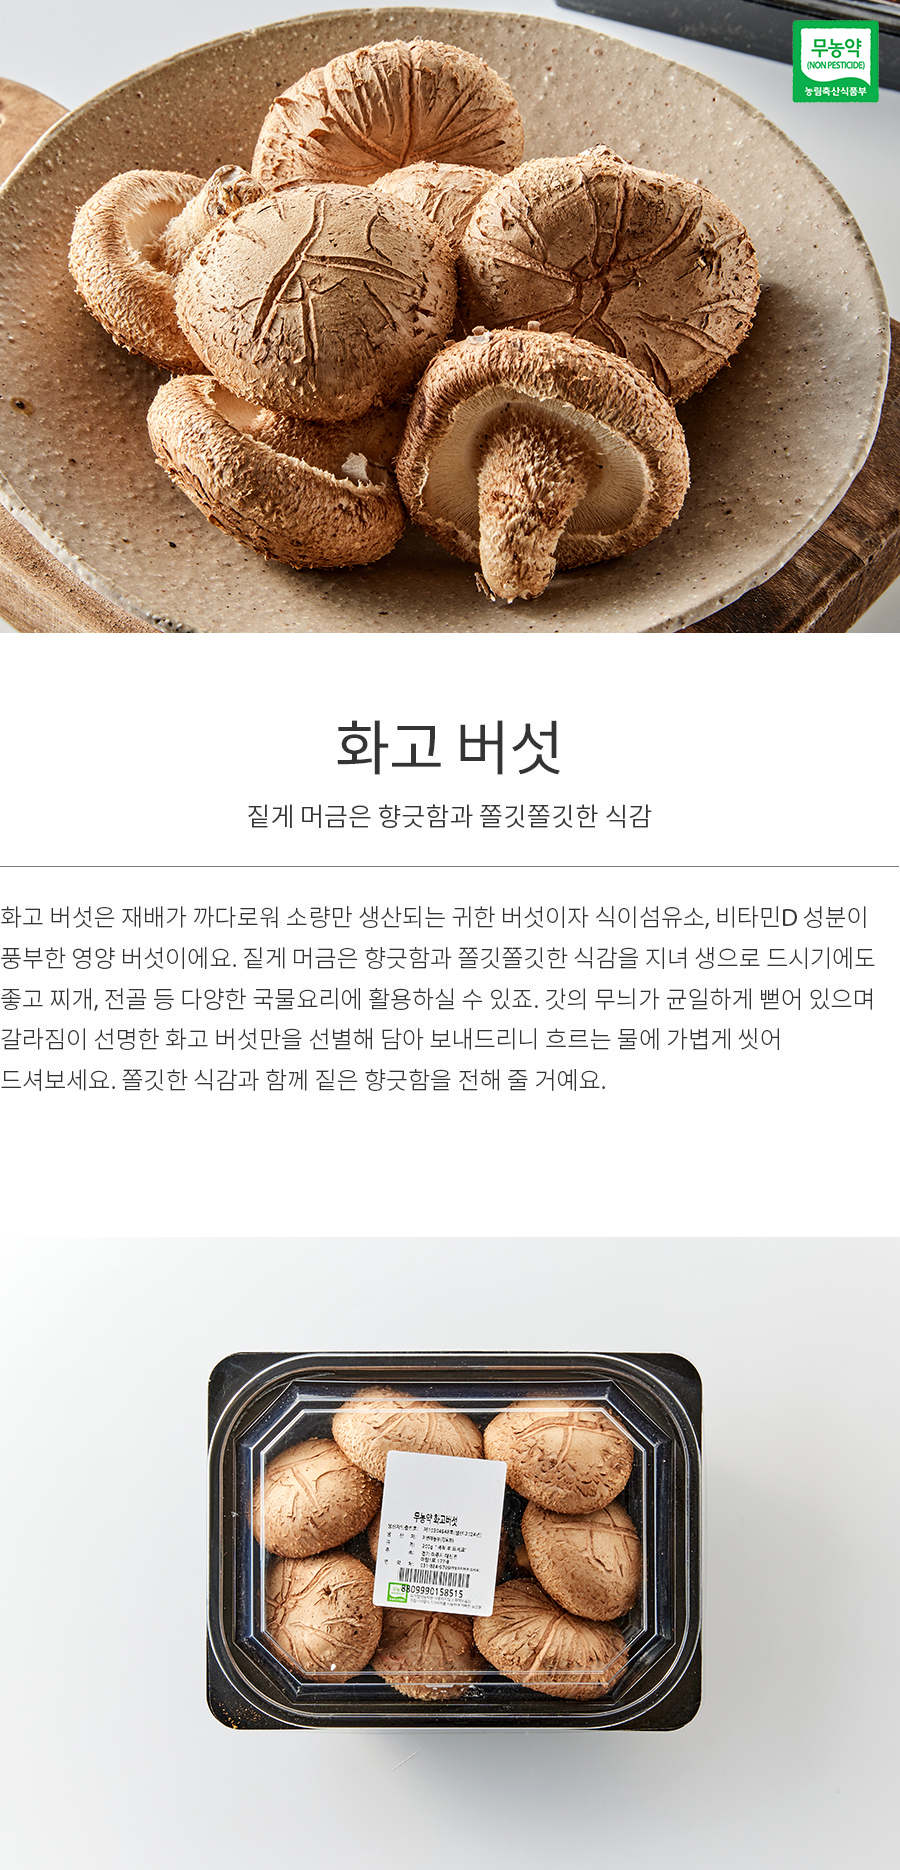 무농약
(NON PESTICIDE)
농림축산식품부
화고 버섯
짙게 머금은 향긋함과 쫄깃쫄깃한 식감
화고 버섯은 재배가 까다로워 소량만 생산되는 귀한 버섯이자 식이섬유소, 비타민D 성분이
풍부한 영양 버섯이에요. 짙게 머금은 향긋함과 쫄깃쫄깃한 식감을 지녀 생으로 드시기에도
좋고 찌개, 전골 등 다양한 국물요리에 활용하실 수 있죠. 갓의 무늬가 균일하게 뻗어 있으며
갈라짐이 선명한 화고 버섯만을 선별해 담아 보내드리니 흐르는 물에 가볍게 씻어
드셔보세요. 쫄깃한 식감과 함께 짙은 향긋함을 전해 줄 거예요.
무농약 화고버섯
8809990158515